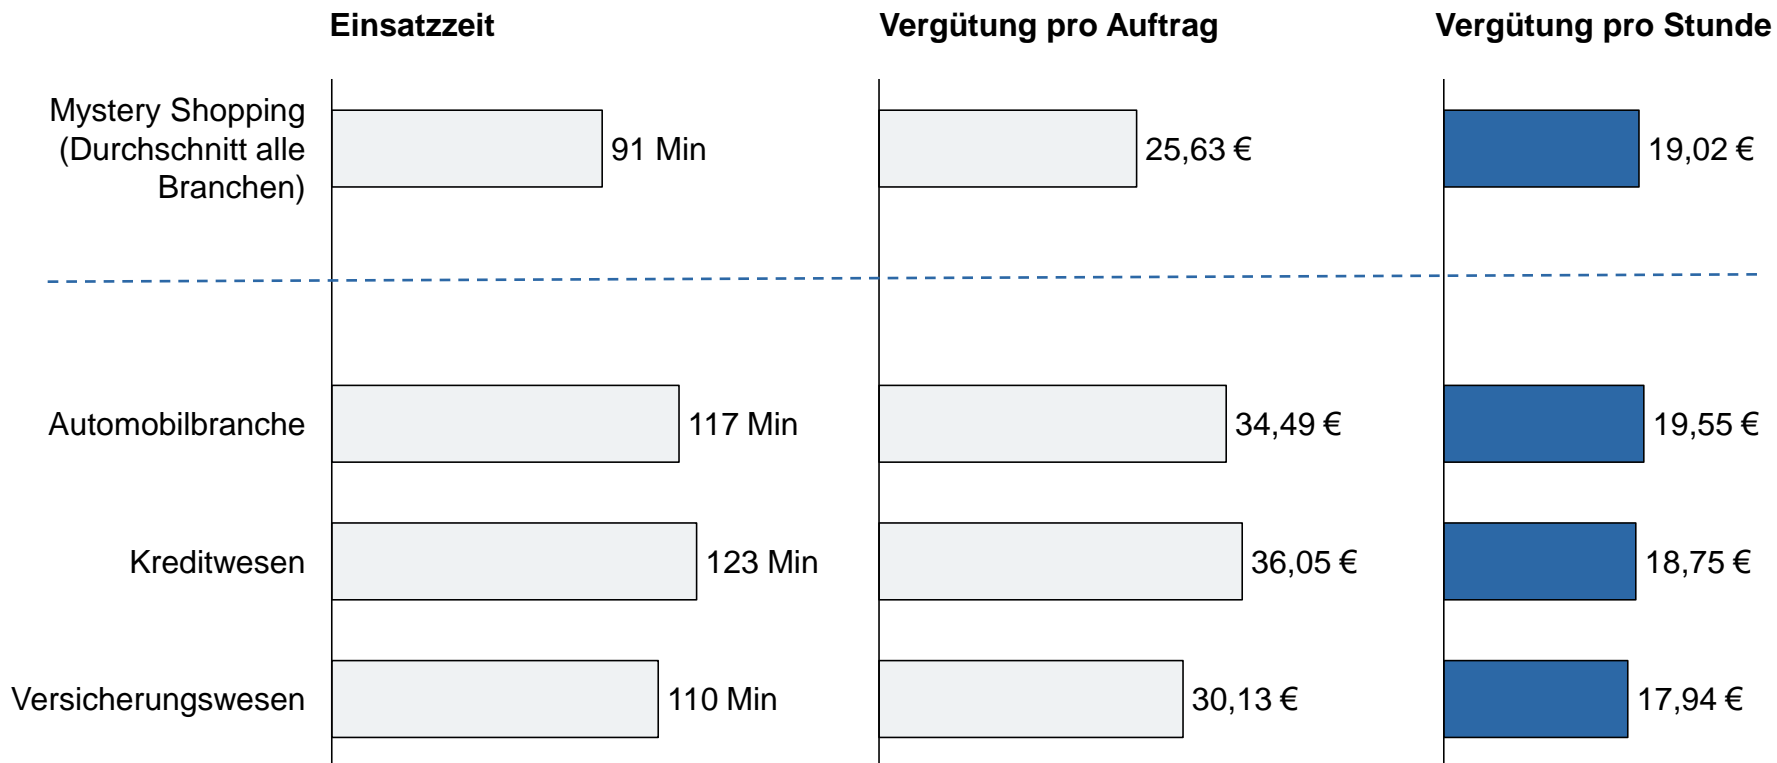 Einsatzzeit
Vergütung pro Auftrag
Vergütung pro Stunde
Mystery Shopping
(Durchschnitt alle
Branchen)
91 Min
25,63 €
19,02 €
Automobilbranche
117 Min
34,49 €
19,55 €
Kreditwesen
123 Min
36,05 €
18,75 €
Versicherungswesen
110 Min
30,13 €
17,94 €